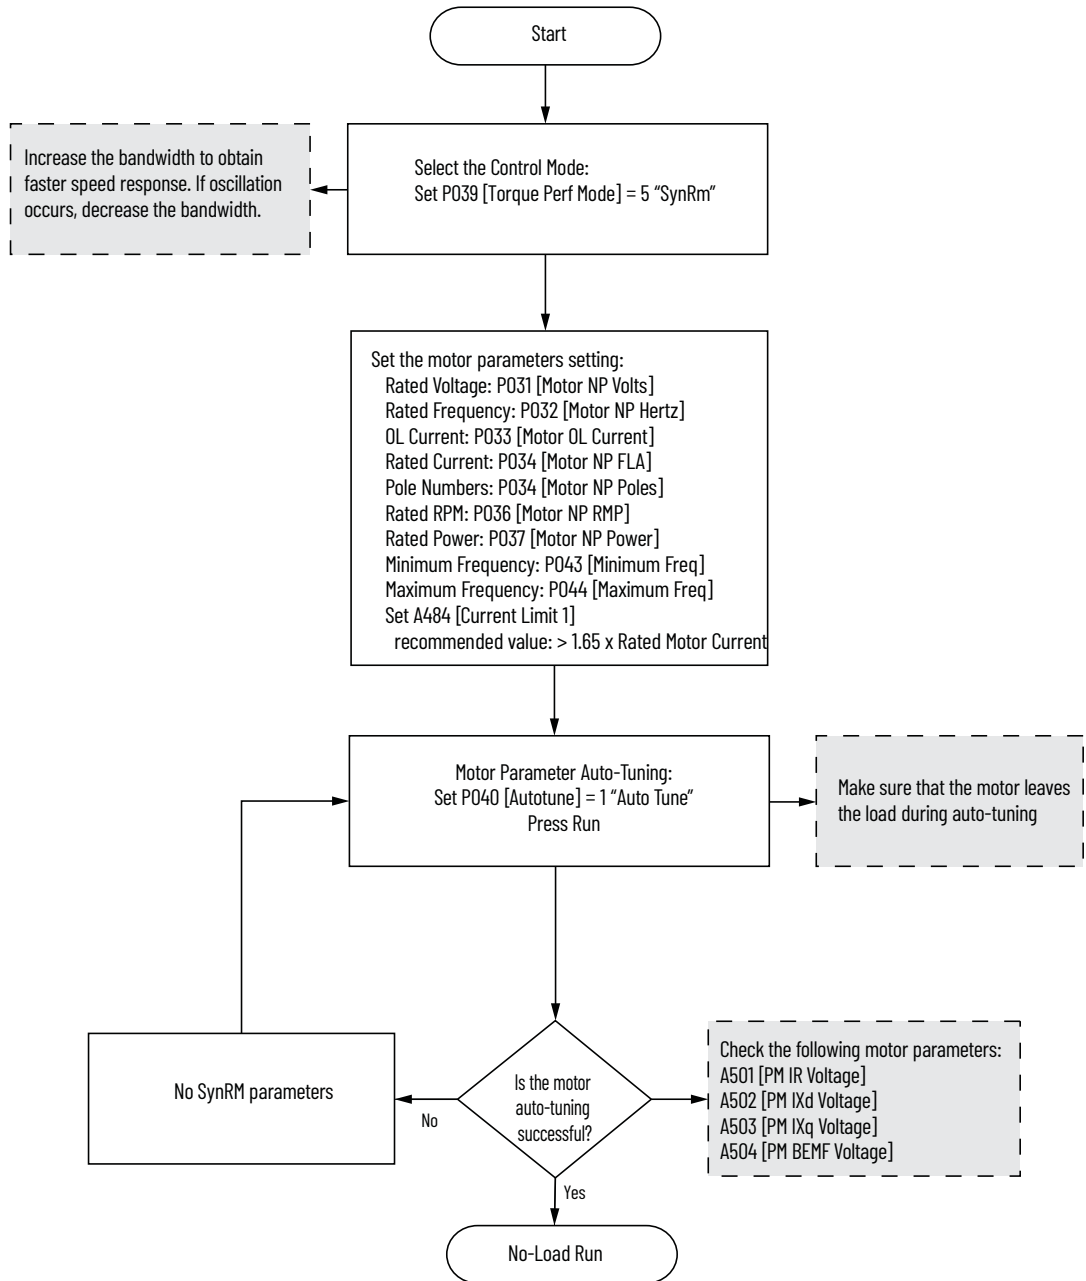 Start
Increase the bandwidth to obtain
faster speed response. If oscillation
occurs, decrease the bandwidth.
Select the Control Mode:
Set P039 [Torque Perf Mode] = 5 “SynRm”
Set the motor parameters setting:
Rated Voltage: P031 [Motor NP Volts]
Rated Frequency: P032 [Motor NP Hertz]
OL Current: P033 [Motor OL Current]
Rated Current: P034 [Motor NP FLA]
Pole Numbers: P034 [Motor NP Poles]
Rated RPM: P036 [Motor NP RMP]
Rated Power: P037 [Motor NP Power]
Minimum Frequency: P043 [Minimum Freq]
Maximum Frequency: P044 [Maximum Freq]
Set A484 [Current Limit 1]
recommended value: > 1.65 x Rated Motor Current
Motor Parameter Auto-Tuning:
Set P040 [Autotune] = 1 “Auto Tune”
Press Run
Make sure that the motor leaves
the load during auto-tuning
No SynRM parameters
No
Is the motor
auto-tuning
successful?
Check the following motor parameters:
A501 [PM IR Voltage]
A502 [PM IXd Voltage]
A503 [PM IXq Voltage]
A504 [PM BEMF Voltage]
Yes
No-Load Run